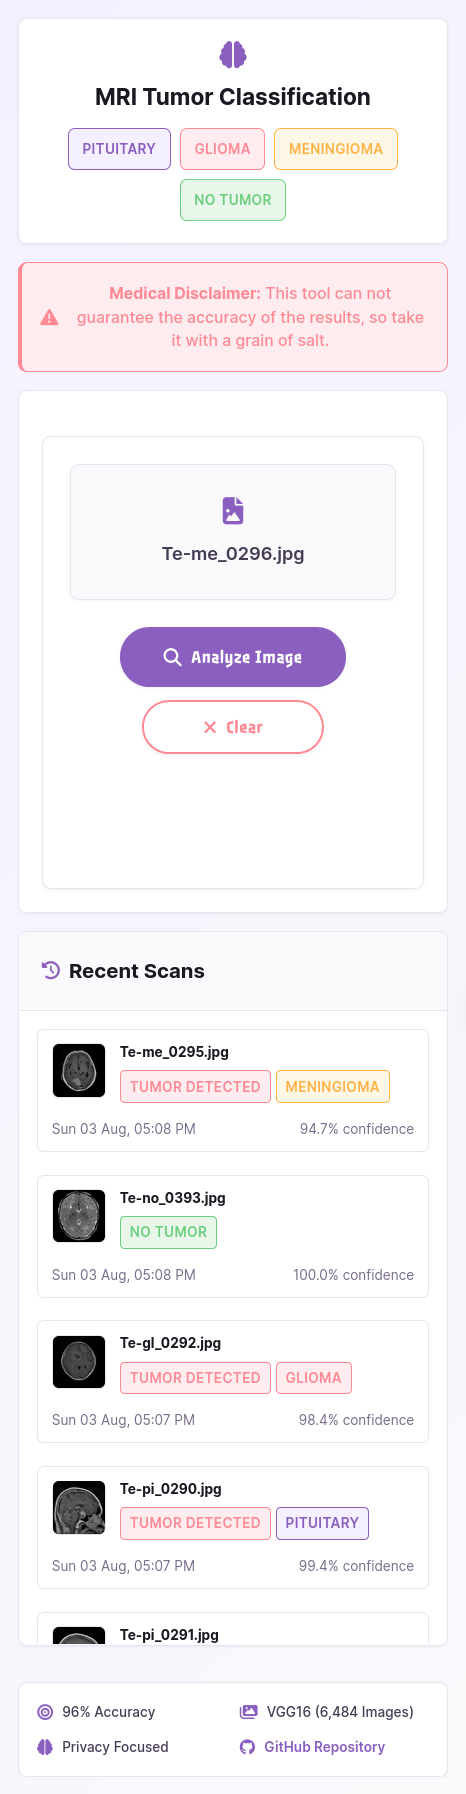 MRI Tumor Classification
PITUITARY GLIOMA MENINGIOMA
NO TUMOR
Medical Disclaimer: This tool can not
guarantee the accuracy of the results, so take
it with a grain of salt.
Te-me_0296.jpg
Analyze Image
Clear
Recent Scans
Te-me_0295.jpg
TUMOR DETECTED MENINGIOMA
Sun 03 Aug, 05:08 PM 94.7% confidence
Te-no_0393.jpg
NO TUMOR
Sun 03 Aug, 05:08 PM 100.0% confidence
Te-gl_0292.jpg
TUMOR DETECTED GLIOMA
Sun 03 Aug, 05:07 PM 98.4% confidence
Te-pi_0290.jpg
TUMOR DETECTED PITUITARY
Sun 03 Aug, 05:07 PM 99.4% confidence
Te-pi_0291.jpg
96% Accuracy VGG16 (6,484 Images)
Privacy Focused GitHub Repository